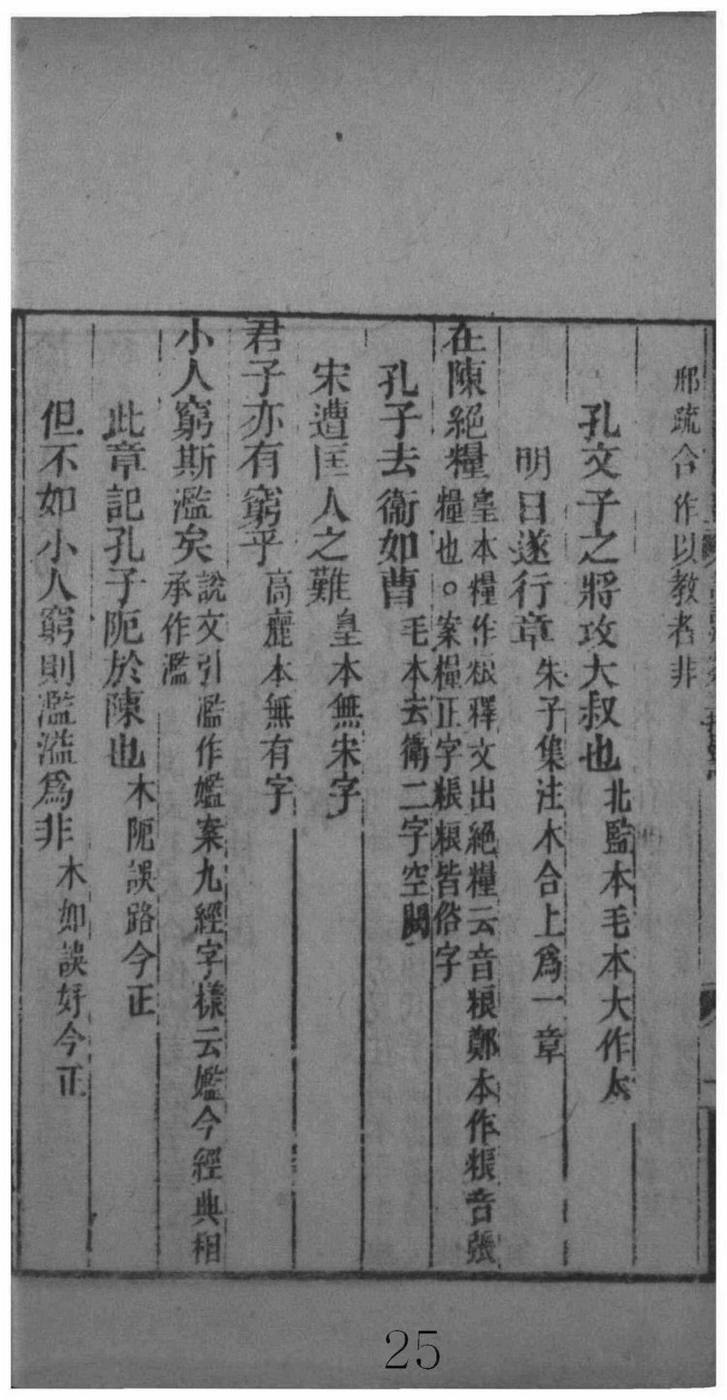 邢疏合作以教者非
孔文子之將攻大叔也北監本毛本大作太
明日遂行章朱子集注本合上爲一章
在陳絕糧皇本糧作粮釋文出絕糧云音粮鄭本作粻音張
糧也。案糧正字粻粮皆俗字
孔子去衞如曹毛本去衞二字空闕
宋遭匡人之難皇本無宋字
君子亦有窮乎高麗本無有字
小人窮斯濫矣說文引濫作㜮案九經字樣云㜮今經典相
承作濫
此章記孔子阨於陳也本阨誤路今正
但不如小人窮則濫溢爲非本如誤好今正
25